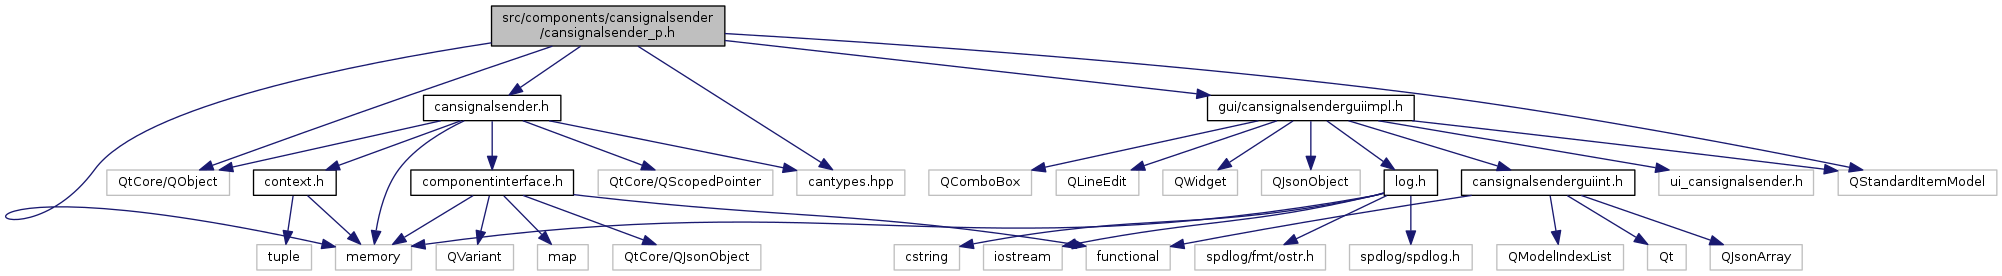 src/components/cansignalsender
/cansignalsender_p.h
cansignalsender.h
gui/cansignalsenderguiimpl.h
QtCore/QObject
context.h
componentinterface.h
QtCore/QScopedPointer
cantypes.hpp
QComboBox
QLineEdit
QWidget
QJsonObject
log.h
cansignalsenderguiint.h
ui_cansignalsender.h
QStandardItemModel
tuple
memory
QVariant
map
QtCore/QJsonObject
cstring
iostream
functional
spdlog/fmt/ostr.h
spdlog/spdlog.h
QModelIndexList
Qt
QJsonArray